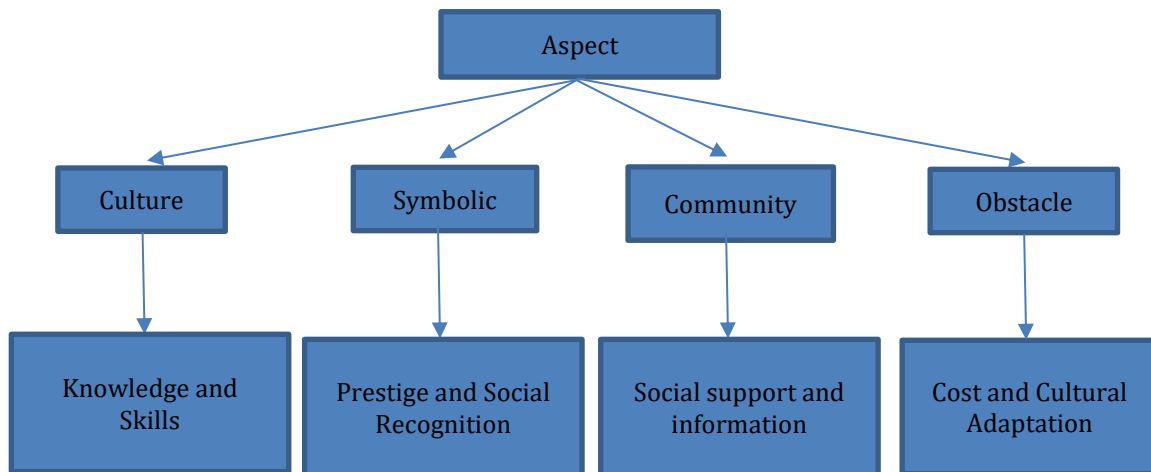 Aspect
Culture
Symbolic
Community
Obstacle
Knowledge and
Skills
Prestige and Social
Recognition
Social support and
information
Cost and Cultural
Adaptation